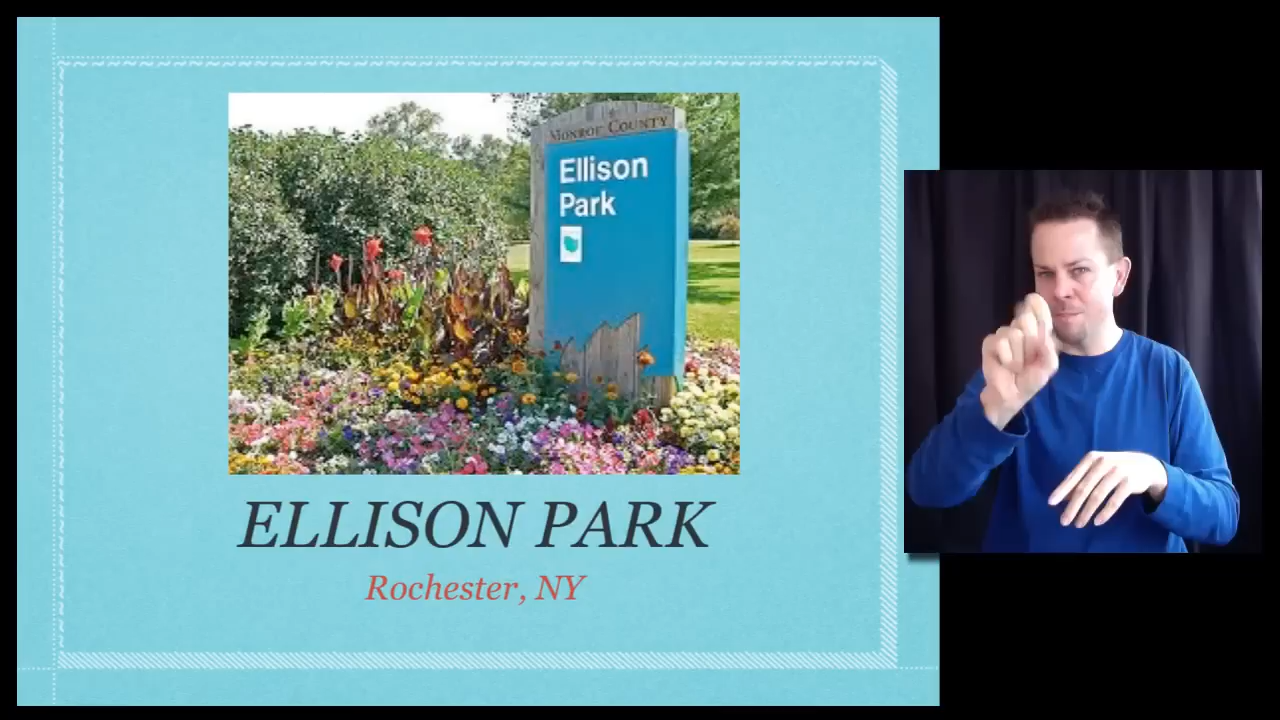 MONROE COUNTY
Ellison
Park
ELLISON PARK
Rochester, NY